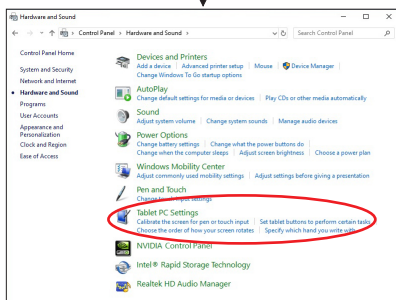 Hardware and Sound
Control Panel > Hardware and Sound >
Search Control Panel
Control Panel Home
System and Security
Network and Internet
Hardware and Sound
Programs
User Accounts
Appearance and
Personalization
Clock and Region
Ease of Access
Devices and Printers
Add a device | Advanced printer setup | Mouse | Device Manager |
Change Windows To Go startup options
AutoPlay
Change default settings for media or devices | Play CDs or other media automatically
Sound
Adjust system volume | Change system sounds | Manage audio devices
Power Options
Change battery settings | Change what the power buttons do |
Change when the computer sleeps | Adjust screen brightness | Choose a power plan
Windows Mobility Center
Adjust commonly used mobility settings | Adjust settings before giving a presentation
Pen and Touch
Change touch input settings
Tablet PC Settings
Calibrate the screen for pen or touch input | Set tablet buttons to perform certain tasks
Choose the order of how your screen rotates | Specify which hand you write with
NVIDIA Control Panel
Intel® Rapid Storage Technology
Realtek HD Audio Manager